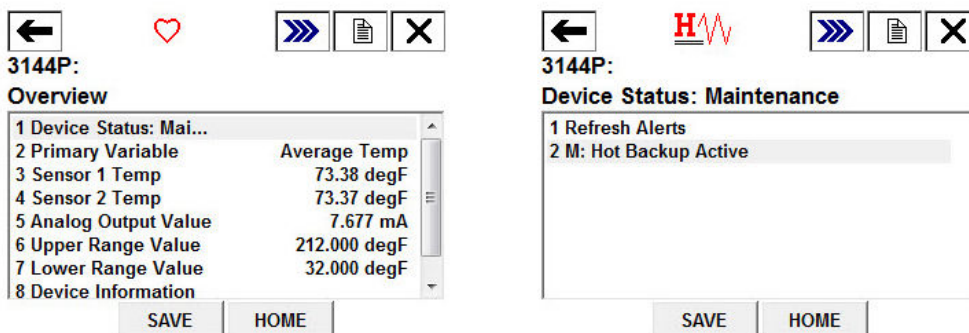 3144P:
Overview
1 Device Status: Mai...
2 Primary Variable Average Temp
3 Sensor 1 Temp 73.38 degF
4 Sensor 2 Temp 73.37 degF
5 Analog Output Value 7.677 mA
6 Upper Range Value 212.000 degF
7 Lower Range Value 32.000 degF
8 Device Information
SAVE HOME
H
3144P:
Device Status: Maintenance
1 Refresh Alerts
2 M: Hot Backup Active
SAVE HOME